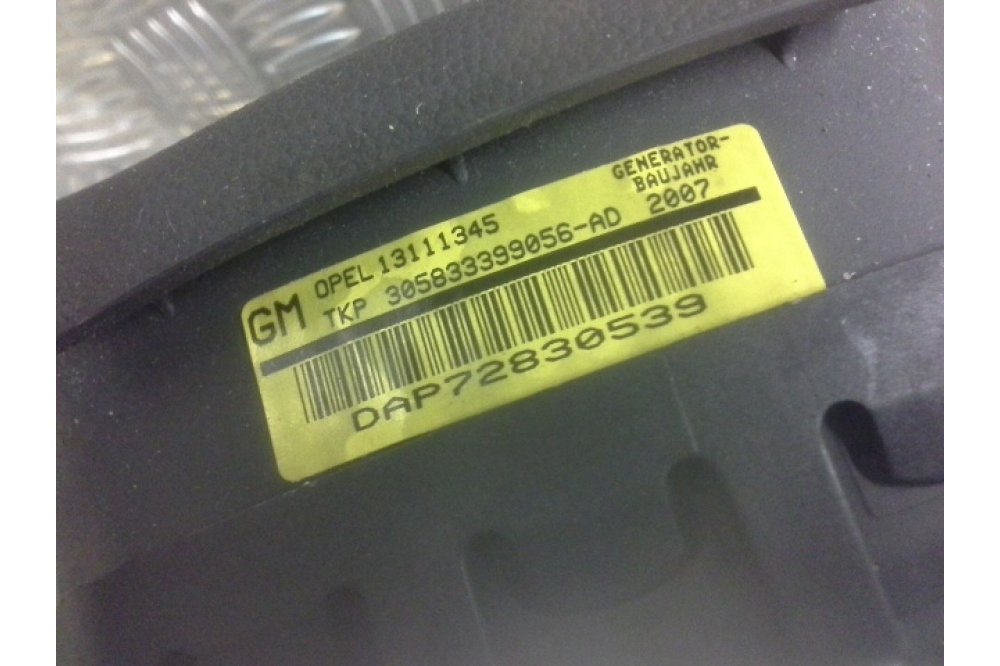 GENERATOR-
BAUJAHR
OPEL 13111345
GM TKP 305833399056-AD 2007
DAP72830539